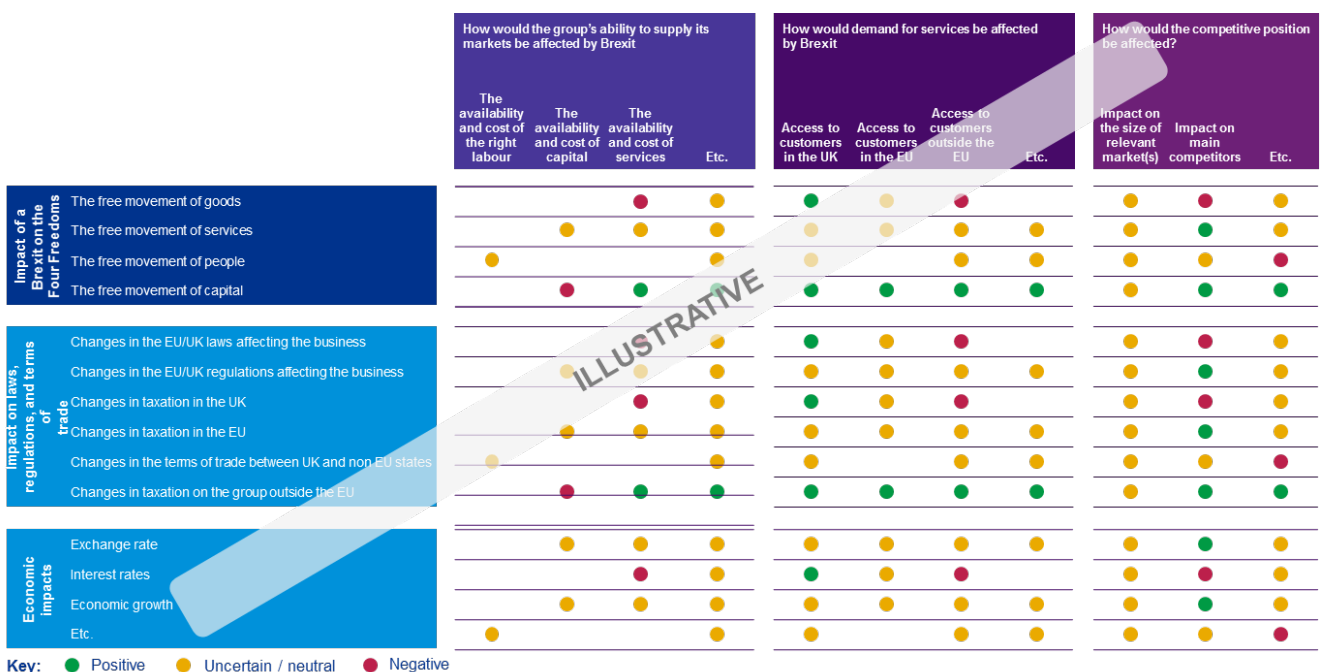 How would the group's ability to supply its
markets be affected by Brexit
The
availability
and cost of
the right
labour
The
availability
and cost of
capital
The
availability
and cost of
services
Etc.
How would demand for services be affected
by Brexit
Access to
customers
in the UK
Access to
customers
in the EU
Access to
customers
outside the
EU
Etc.
How would the competitive position
be affected?
Impact on
the size of
relevant
market(s)
Impact on
main
competitors
Etc.
Impact of a
Brexit on the
Four Freedoms
The free movement of goods
The free movement of services
The free movement of people
The free movement of capital
Impact on laws,
regulations, and terms
of
trade
Changes in the EU/UK laws affecting the business
Changes in the EU/UK regulations affecting the business
Changes in taxation in the UK
Changes in taxation in the EU
Changes in the terms of trade between UK and non EU states
Changes in taxation on the group outside the EU
Economic
impacts
Exchange rate
Interest rates
Economic growth
Etc.
ILLUSTRATIVE
Key: Positive Uncertain / neutral Negative